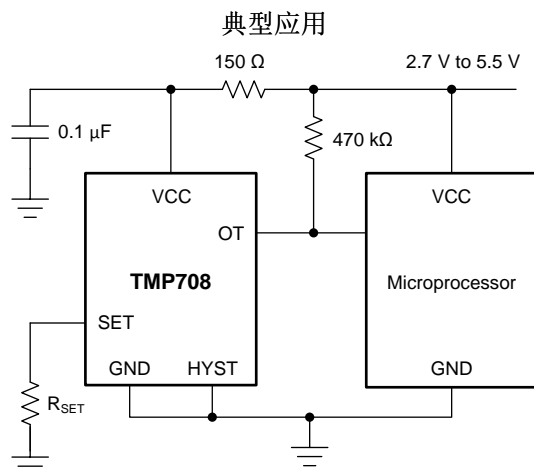 典型应用
150 Ω
2.7 V to 5.5 V
0.1 µF
470 kΩ
VCC
VCC
OT
TMP708
Microprocessor
SET
GND
HYST
GND
RSET